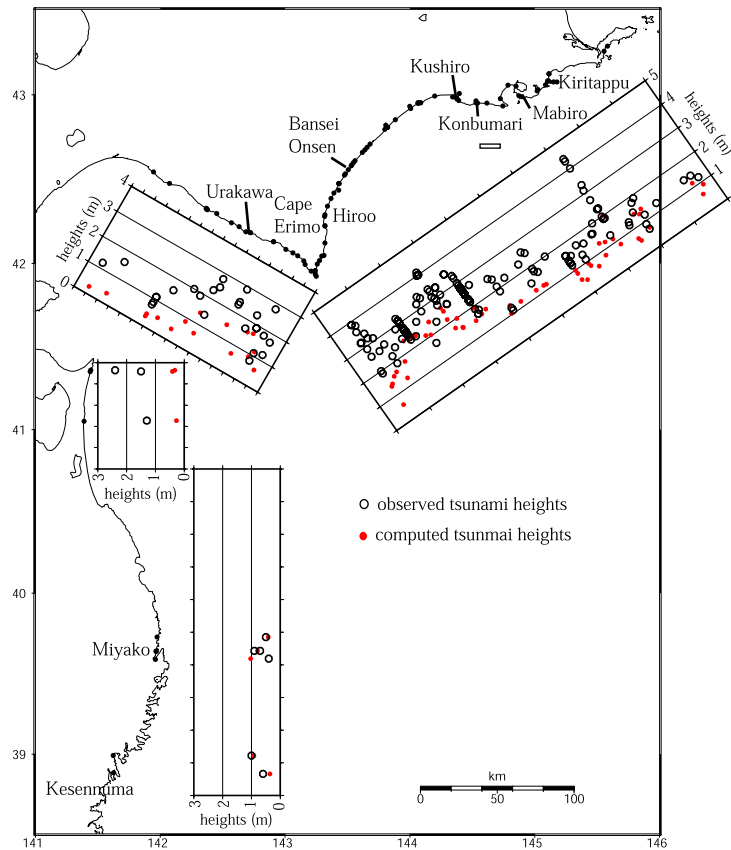 43
42
41
40
39
141
142
143
144
145
146
Kushiro
Kiritappu
Konbumari
Mabiro
Bansei
Onsen
Urakawa
Cape
Erimo
Hiroo
heights (m)
4
3
2
1
0
heights (m)
5
4
3
2
1
3 2 1 0
heights (m)
observed tsunami heights
computed tsunmai heights
Miyako
Kesennuma
3 2 1 0
heights (m)
km
0 50 100